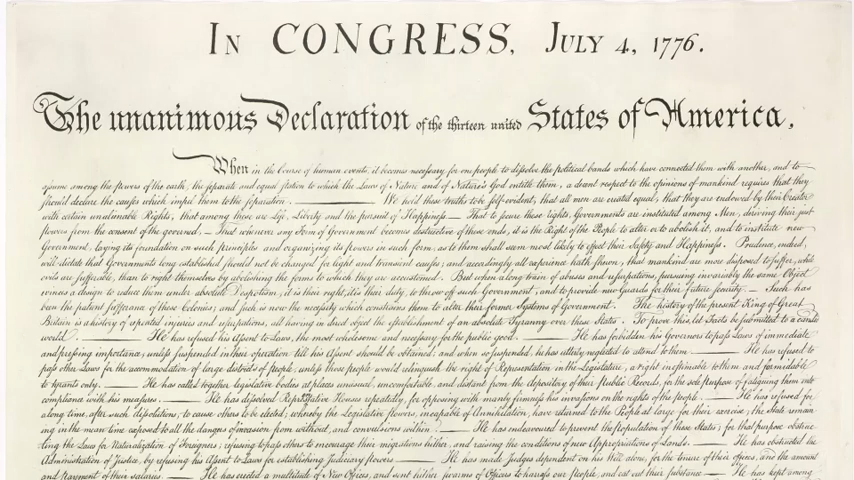 IN CONGRESS, JULY 4, 1776.
The unanimous Declaration of the thirteen united States of America,
When in the Course of human events, it becomes necessary for one people to dissolve the political bands which have connected them with another, and to
assume among the powers of the earth, the separate and equal station to which the Laws of Nature and of Nature's God entitle them, a decent respect to the opinions of mankind requires that they
should declare the causes which impel them to the separation. ——— We hold these truths to be self-evident, that all men are created equal, that they are endowed by their Creator
with certain unalienable Rights, that among these are Life, Liberty and the pursuit of Happiness.— That to secure these rights, Governments are instituted among Men, deriving their just
powers from the consent of the governed, — That whenever any Form of Government becomes destructive of these ends, it is the Right of the People to alter or to abolish it, and to institute new
Government, laying its foundation on such principles and organizing its powers in such form, as to them shall seem most likely to effect their Safety and Happiness. Prudence, indeed,
will dictate that Governments long established should not be changed for light and transient causes; and accordingly all experience hath shewn, that mankind are more disposed to suffer, while
evils are sufferable, than to right themselves by abolishing the forms to which they are accustomed. But when a long train of abuses and usurpations, pursuing invariably the same Object
evinces a design to reduce them under absolute Despotism, it is their right, it is their duty, to throw off such Government, and to provide new Guards for their future security. — Such has
been the patient sufferance of these Colonies; and such is now the necessity which constrains them to alter their former Systems of Government. The history of the present King of Great
Britain is a history of repeated injuries and usurpations, all having in direct object the establishment of an absolute Tyranny over these States. To prove this, let Facts be submitted to a candid
world. ——— He has refused his Assent to Laws, the most wholesome and necessary for the public good. ——— He has forbidden his Governors to pass Laws of immediate
and pressing importance, unless suspended in their operation till his Assent should be obtained; and when so suspended, he has utterly neglected to attend to them. ——— He has refused to
pass other Laws for the accommodation of large districts of people, unless those people would relinquish the right of Representation in the Legislature, a right inestimable to them and formidable
to tyrants only. ——— He has called together legislative bodies at places unusual, uncomfortable, and distant from the depository of their public Records, for the sole purpose of fatiguing them into
compliance with his measures. ——— He has dissolved Representative Houses repeatedly, for opposing with manly firmness his invasions on the rights of the people. ——— He has refused for
a long time, after such dissolutions, to cause others to be elected; whereby the Legislative powers, incapable of Annihilation, have returned to the People at large for their exercise; the State remain=
=ing in the mean time exposed to all the dangers of invasion from without, and convulsions within. ——— He has endeavoured to prevent the population of these States; for that purpose obstruc=
=ting the Laws for Naturalization of Foreigners; refusing to pass others to encourage their migrations hither, and raising the conditions of new Appropriations of Lands. ——— He has obstructed the
Administration of Justice, by refusing his Assent to Laws for establishing Judiciary powers. ——— He has made Judges dependent on his Will alone, for the tenure of their offices, and the amount
and payment of their salaries. ——— He has erected a multitude of New Offices, and sent hither swarms of Officers to harrass our people, and eat out their substance. ——— He has kept among